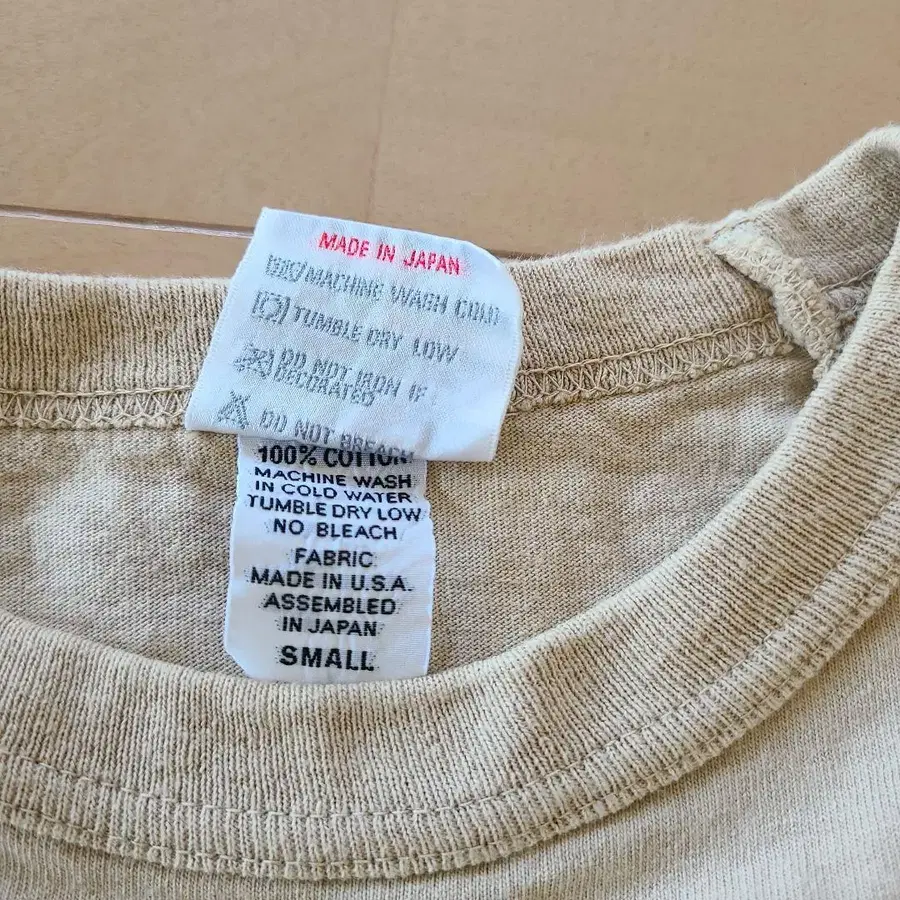 MADE IN JAPAN
MACHINE WASH COLD
TUMBLE DRY LOW
DO NOT IRON IF
DECORATED
DO NOT BREACH
100% COTTON
MACHINE WASH
IN COLD WATER
TUMBLE DRY LOW
NO BLEACH
FABRIC
MADE IN U.S.A.
ASSEMBLED
IN JAPAN
SMALL